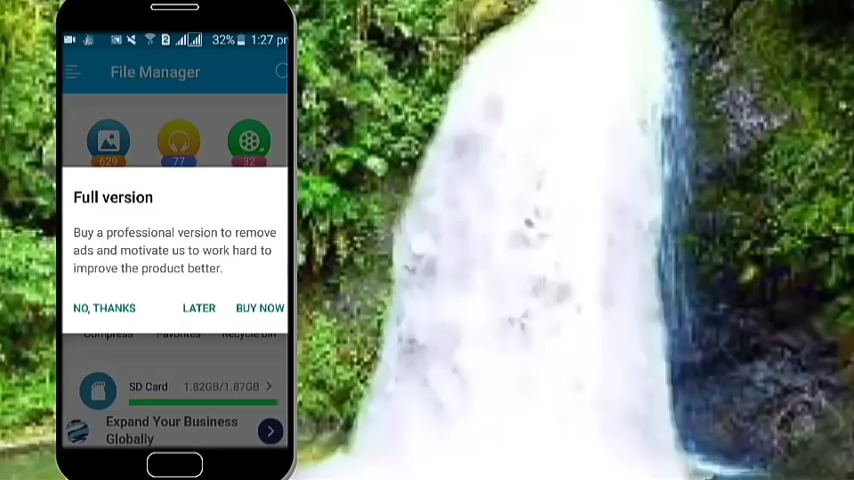 2 32% 1:27 pr
File Manager
629 77 32
Full version
Buy a professional version to remove
ads and motivate us to work hard to
improve the product better.
NO, THANKS LATER BUY NOW
Compress Favorites Recycle Bin
SD Card 1.82GB/1.87GB
Expand Your Business
Globally